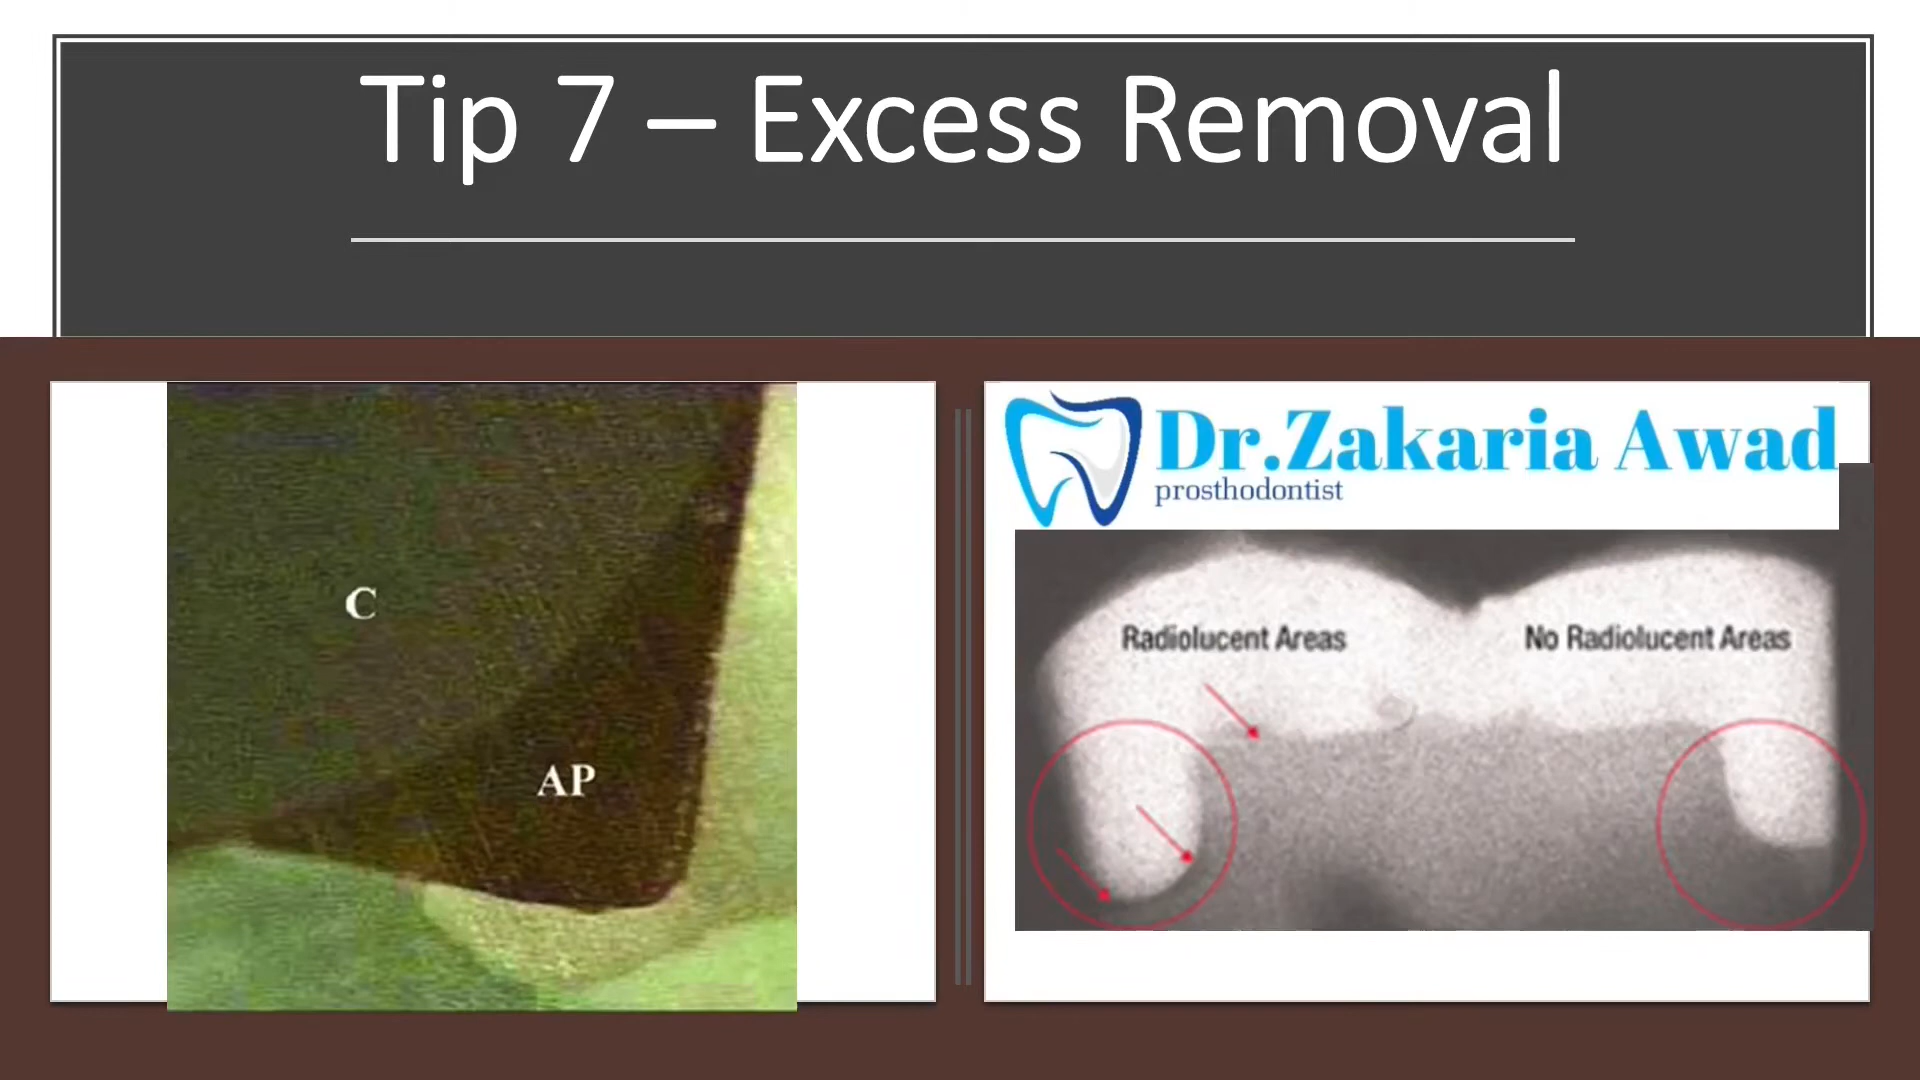 Tip 7 – Excess Removal
C
AP
Dr.Zakaria Awad
prosthodontist
Radiolucent Areas
No Radiolucent Areas